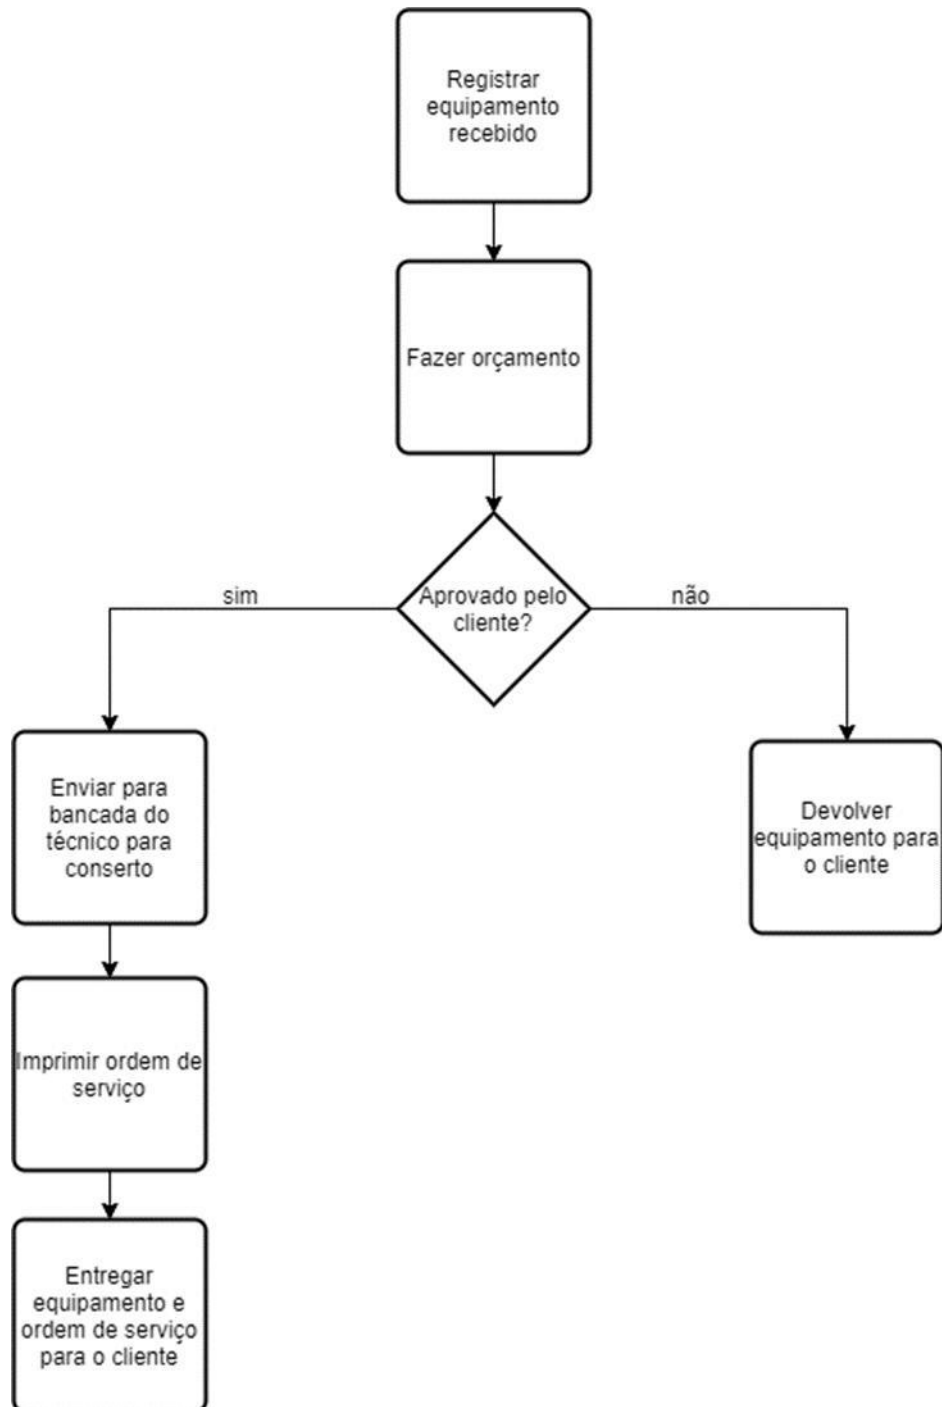 Registrar
equipamento
recebido
Fazer orçamento
Aprovado pelo
cliente?
sim
não
Enviar para
bancada do
técnico para
conserto
Devolver
equipamento para
o cliente
Imprimir ordem de
serviço
Entregar
equipamento e
ordem de serviço
para o cliente